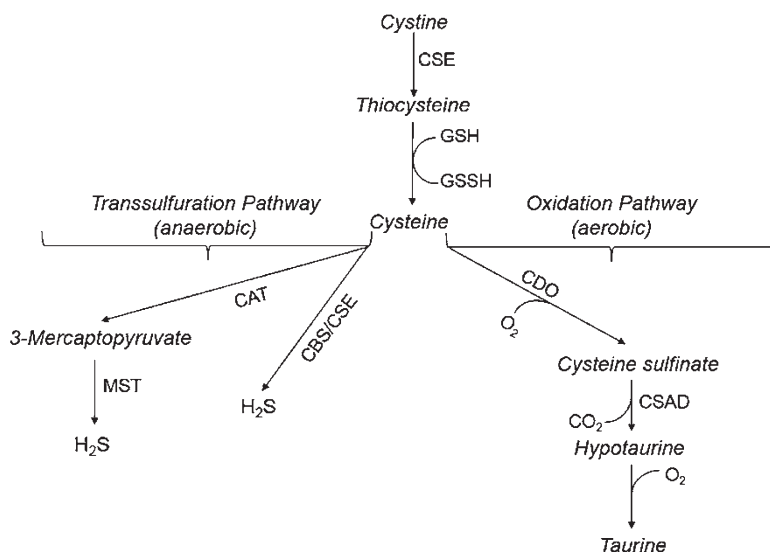 Cystine
CSE
Thiocysteine
GSH
GSSH
Transsulfuration Pathway
(anaerobic)
Cysteine
Oxidation Pathway
(aerobic)
CAT
CBS/CSE
CDO
O₂
3-Mercaptopyruvate
MST
H₂S
H₂S
Cysteine sulfinate
CSAD
CO₂
Hypotaurine
O₂
Taurine